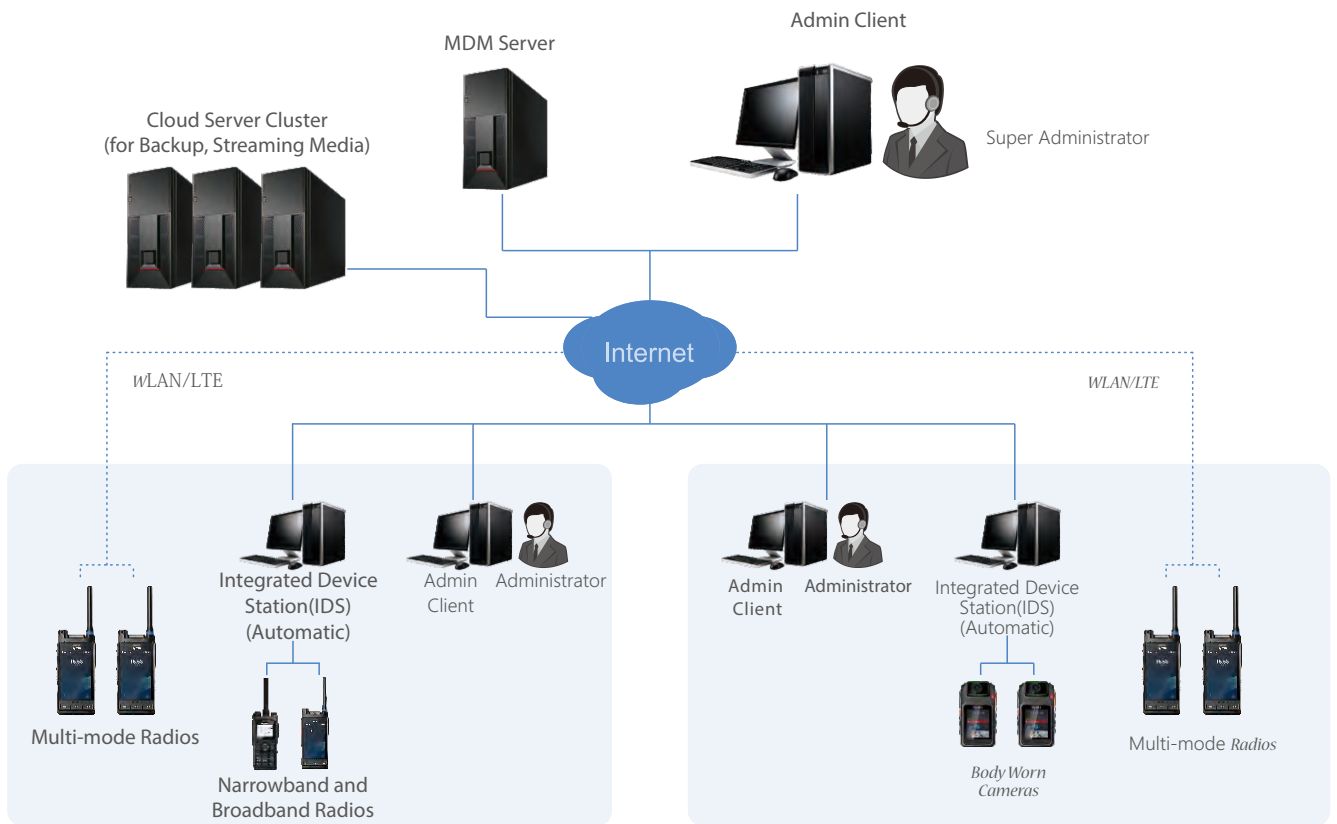 Admin Client
MDM Server
Cloud Server Cluster
(for Backup, Streaming Media)
Super Administrator
Internet
WLAN/LTE
WLAN/LTE
Integrated Device
Station(IDS)
(Automatic)
Admin
Client
Administrator
Multi-mode Radios
Narrowband and
Broadband Radios
Admin
Client
Administrator
Integrated Device
Station(IDS)
(Automatic)
Body Worn
Cameras
Multi-mode Radios